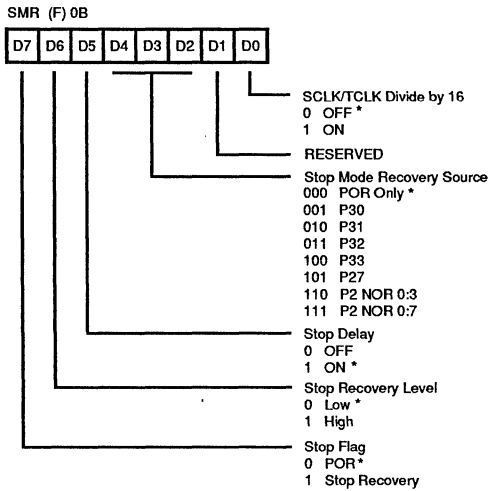 SMR (F) 0B
D7 D6 D5 D4 D3 D2 D1 D0
SCLK/TCLK Divide by 16
0 OFF *
1 ON
RESERVED
Stop Mode Recovery Source
000 POR Only *
001 P30
010 P31
011 P32
100 P33
101 P27
110 P2 NOR 0:3
111 P2 NOR 0:7
Stop Delay
0 OFF
1 ON *
Stop Recovery Level
0 Low *
1 High
Stop Flag
0 POR *
1 Stop Recovery